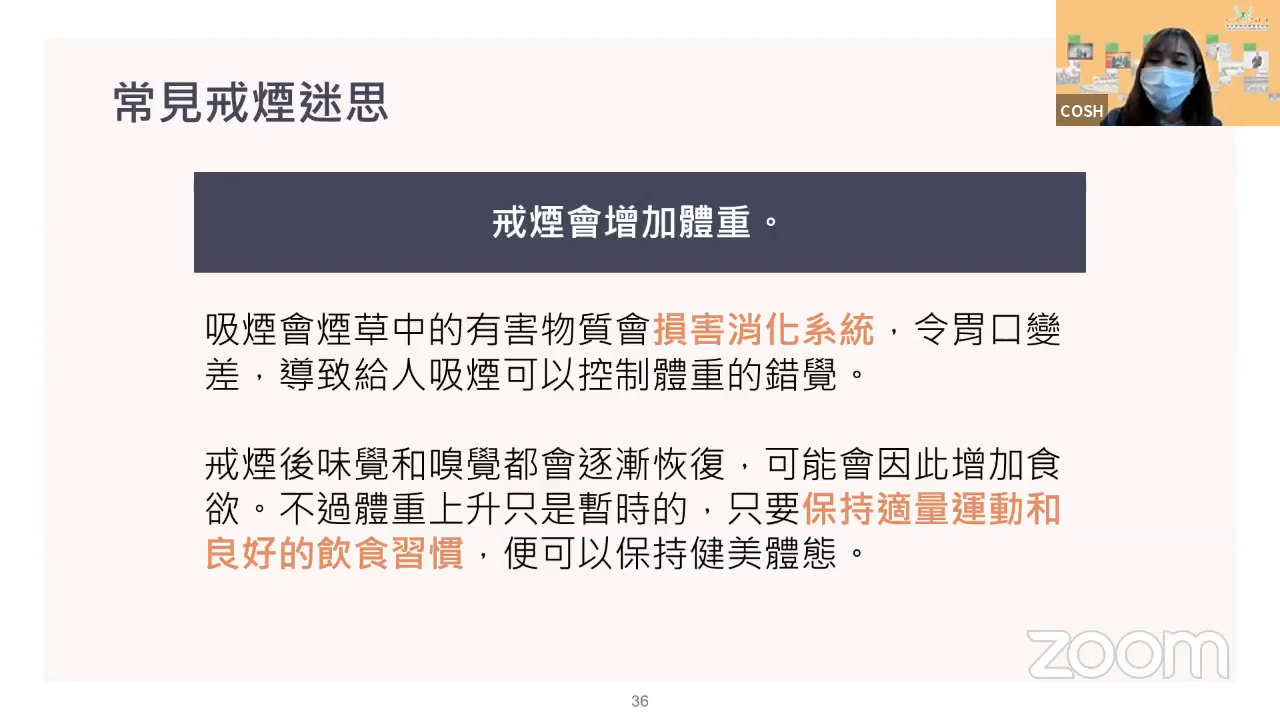 常見戒煙迷思
COSH
戒煙會增加體重。
吸煙會煙草中的有害物質會損害消化系統，令胃口變
差，導致給人吸煙可以控制體重的錯覺。
戒煙後味覺和嗅覺都會逐漸恢復，可能會因此增加食
欲。不過體重上升只是暫時的，只要保持適量運動和
良好的飲食習慣，便可以保持健美體態。
zoom
36